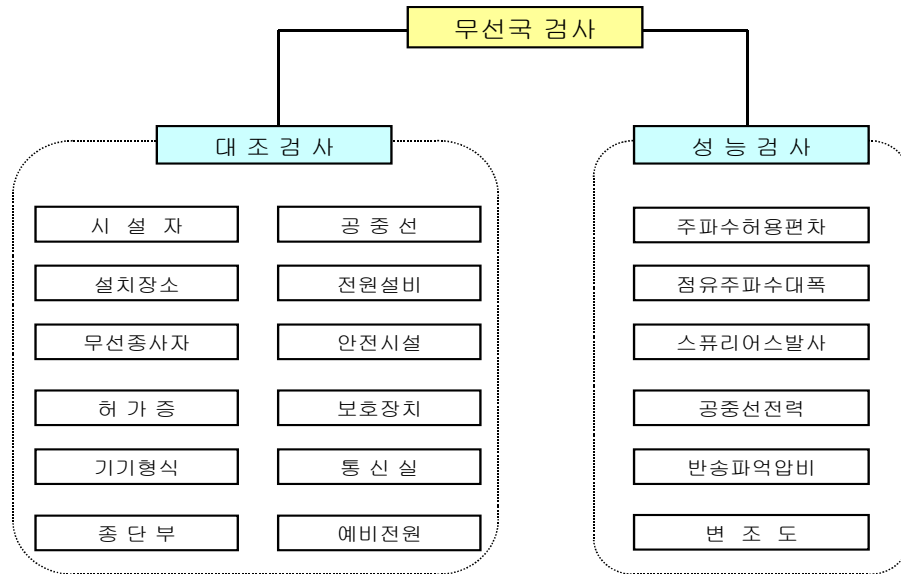 무선국 검사
대 조 검 사
성 능 검 사
시 설 자
공 중 선
주파수허용편차
설치장소
전원설비
점유주파수대폭
무선종사자
안전시설
스퓨리어스발사
허 가 증
보호장치
공중선전력
기기형식
통 신 실
반송파억압비
종 단 부
예비전원
변 조 도